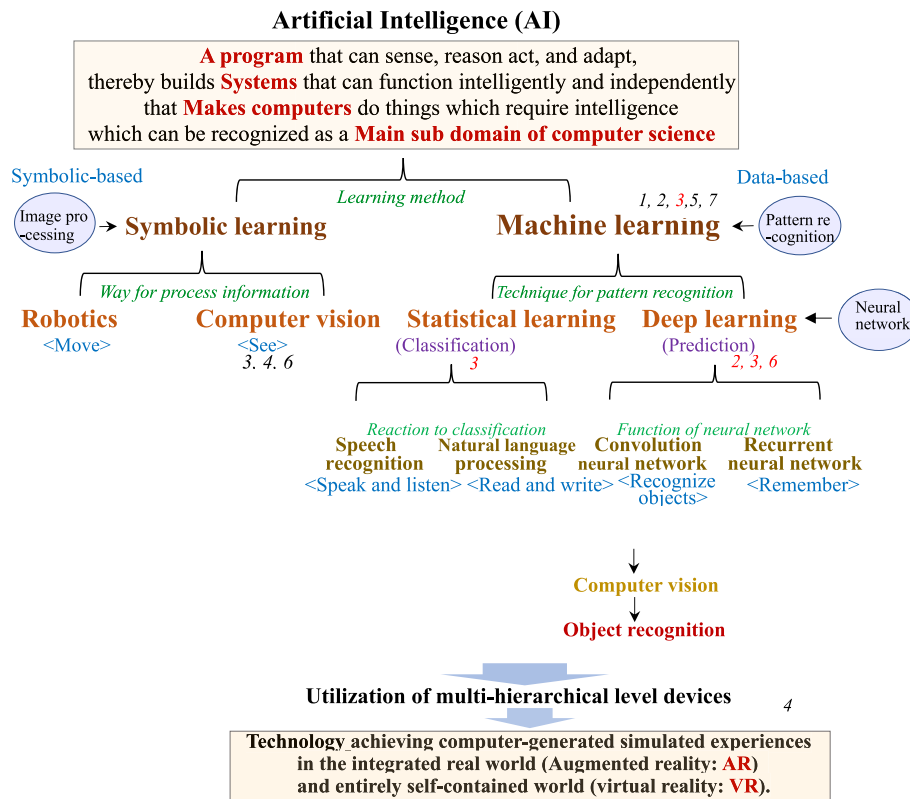 Artificial Intelligence (AI)
A program that can sense, reason act, and adapt,
thereby builds Systems that can function intelligently and independently
that Makes computers do things which require intelligence
which can be recognized as a Main sub domain of computer science
Symbolic-based
Data-based
Learning method
1, 2, 3,5, 7
Image pro
-cessing
Symbolic learning
Machine learning
Pattern re
-cognition
Way for process information
Technique for pattern recognition
Robotics
<Move>
Computer vision
<See>
3. 4. 6
Statistical learning
(Classification)
3
Deep learning
(Prediction)
2, 3, 6
Neural
network
Reaction to classification
Function of neural network
Speech
recognition
<Speak and listen>
Natural language
processing
<Read and write>
Convolution
neural network
<Recognize
objects>
Recurrent
neural network
<Remember>
Computer vision
Object recognition
Utilization of multi-hierarchical level devices
4
Technology achieving computer-generated simulated experiences
in the integrated real world (Augmented reality: AR)
and entirely self-contained world (virtual reality: VR).